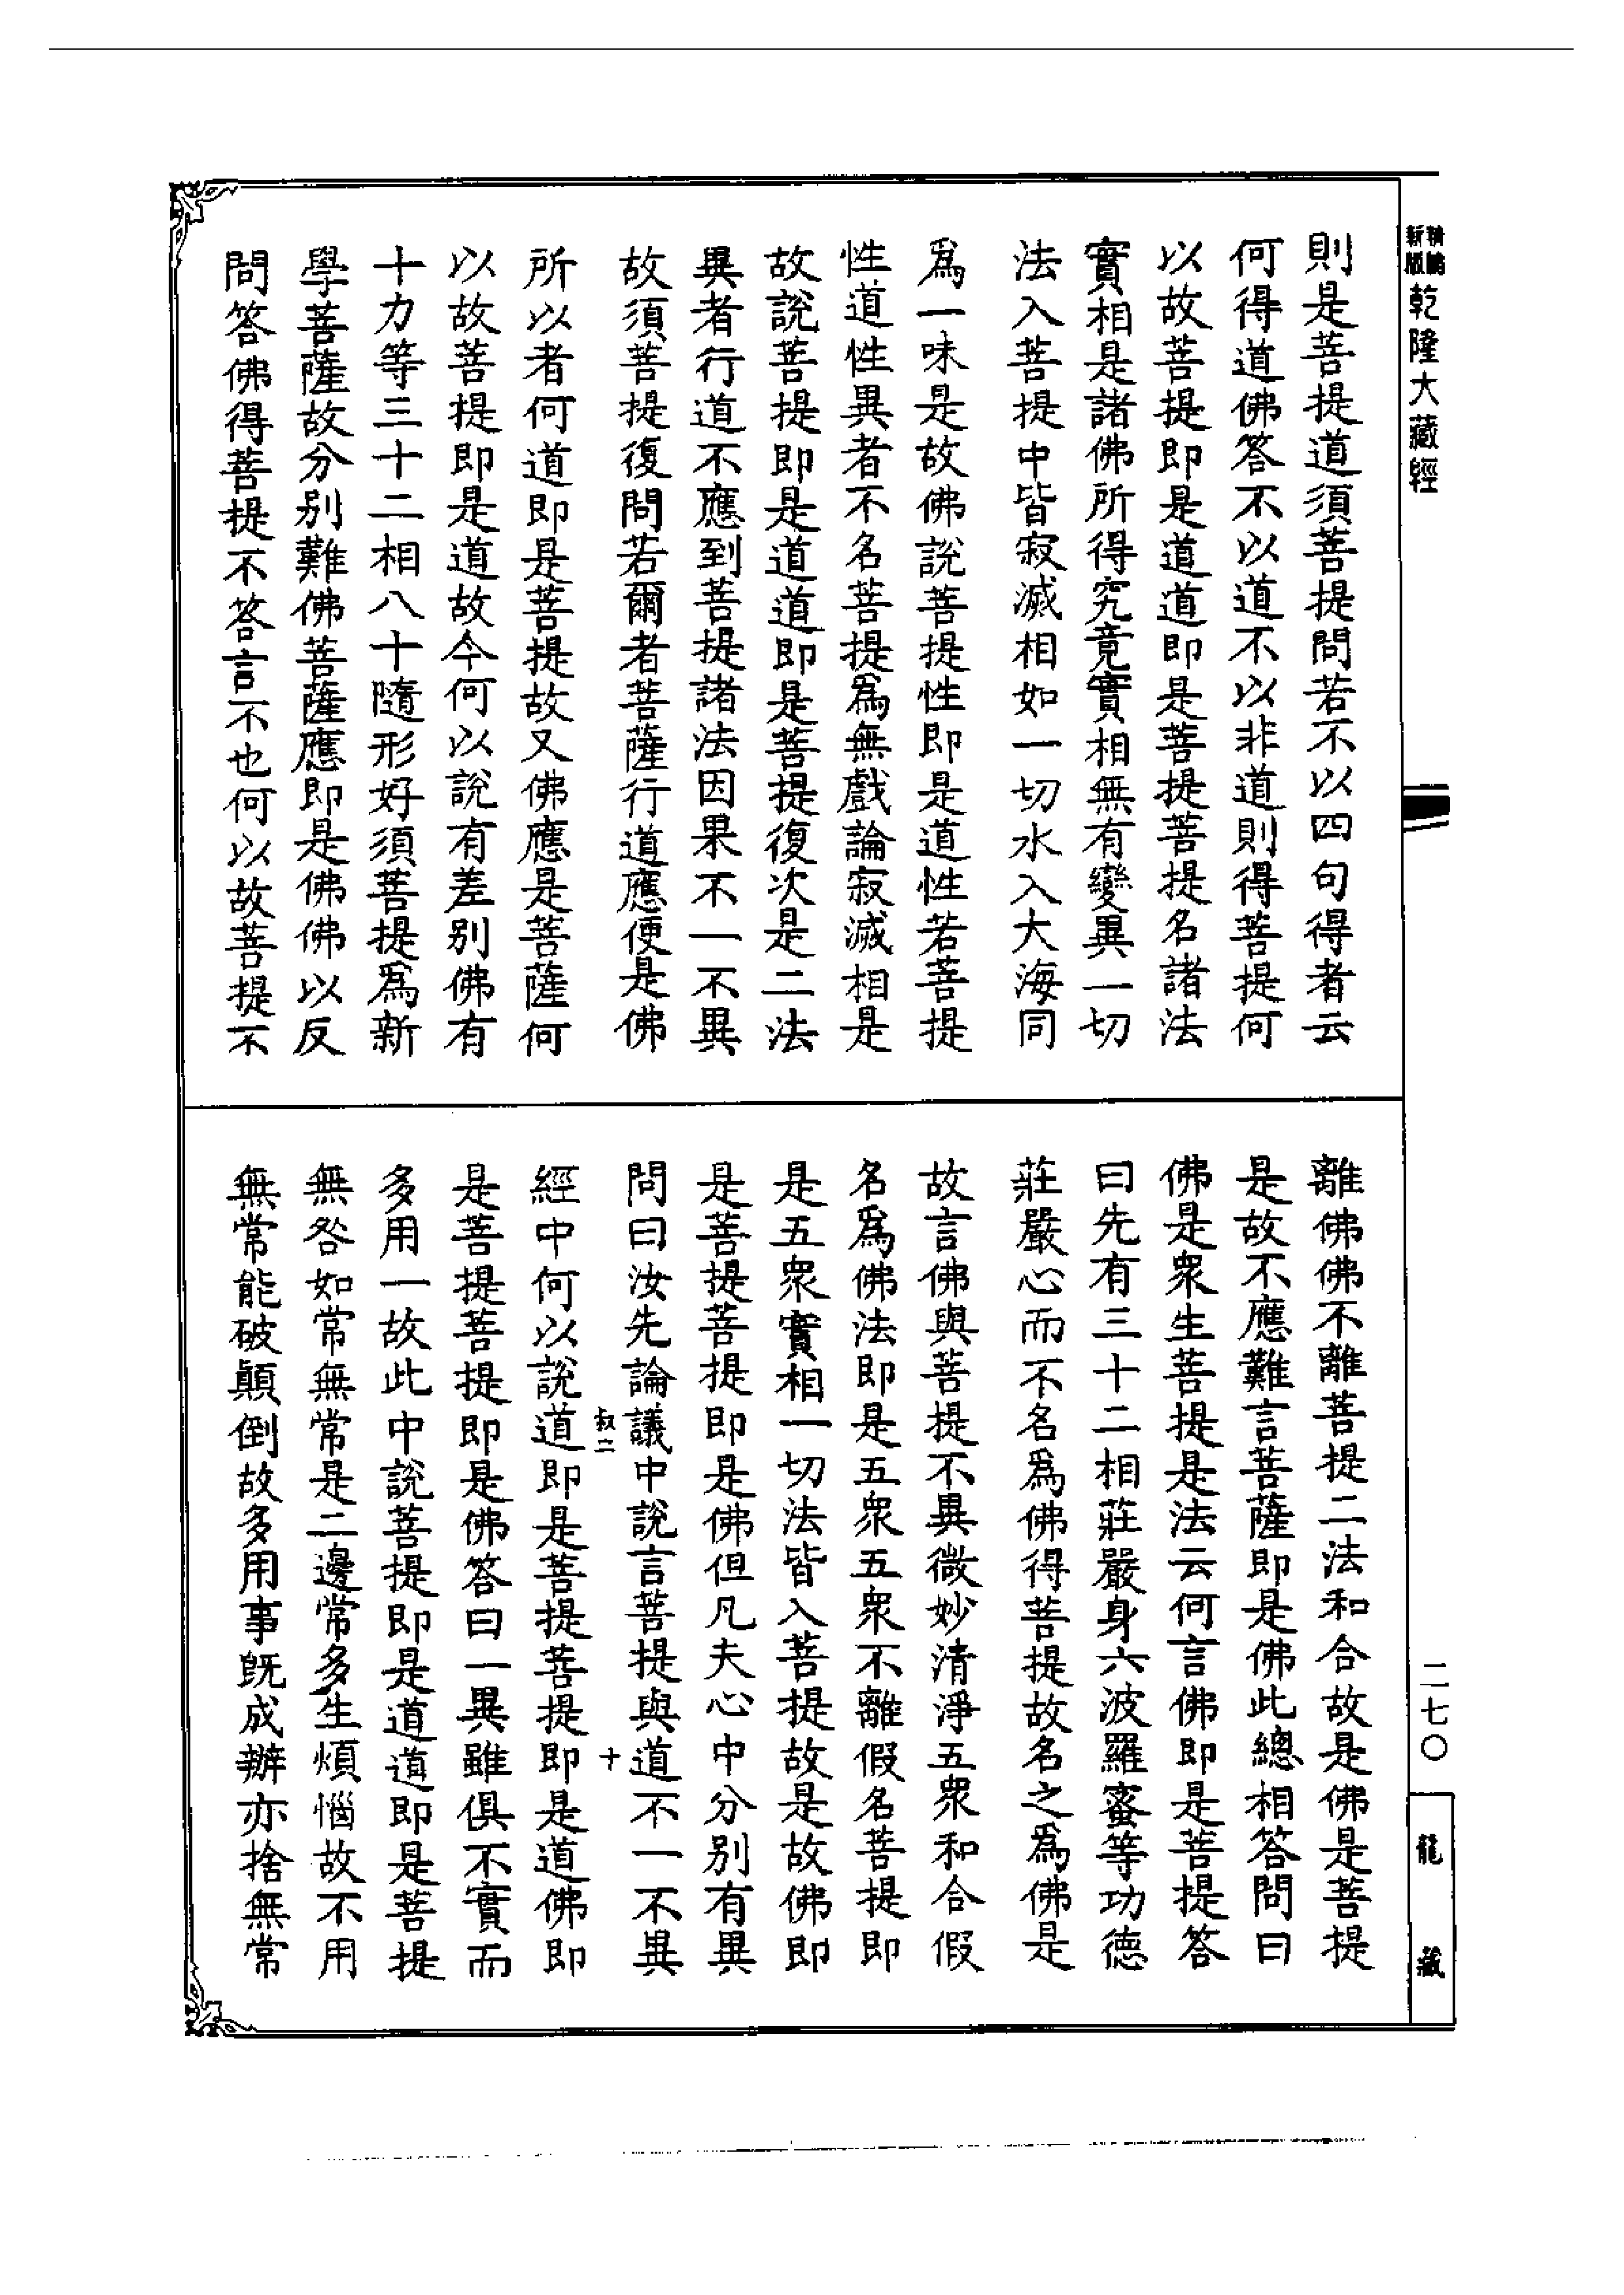 精鵬
新版
乾隆大藏經
則是菩提道須菩提問若不以四句得者云
何得道佛答不以道不以非道則得菩提何
以故菩提即是道道即是菩提菩提名諸法
實相是諸佛所得究竟實相無有變異一切
法入菩提中皆寂滅相如一切水入大海同
爲一味是故佛說菩提性即是道性若菩提
性道性異者不名菩提爲無戲論寂滅相是
故說菩提即是道道即是菩提復次是二法
異者行道不應到菩提諸法因果不一不異
故須菩提復問若爾者菩薩行道應便是佛
所以者何道即是菩提故又佛應是菩薩何
以故菩提即是道故今何以說有差別佛有
十力等三十二相八十隨形好須菩提爲新
學菩薩故分別難佛菩薩應即是佛佛以反
問答佛得菩提不答言不也何以故菩提不
離佛佛不離菩提二法和合故是佛是菩提
是故不應難言菩薩即是佛此總相答問曰
佛是衆生菩提是法云何言佛即是菩提答
曰先有三十二相莊嚴身六波羅蜜等功德
莊嚴心而不名爲佛得菩提故名之爲佛是
故言佛與菩提不異微妙清淨五衆和合假
名爲佛法即是五衆五衆不離假名菩提即
是五衆實相一切法皆入菩提故是故佛即
是菩提菩提即是佛但凡夫心中分別有異
問曰汝先論議中說言菩提與道不一不異
叔二
十
經中何以說道即是菩提菩提即是道佛即
是菩提菩提即是佛答曰一異雖俱不實而
多用一故此中說菩提即是道道即是菩提
無咎如常無常是二邊常多生煩惱故不用
無常能破顛倒故多用事既成辦亦捨無常
二七〇
龍藏